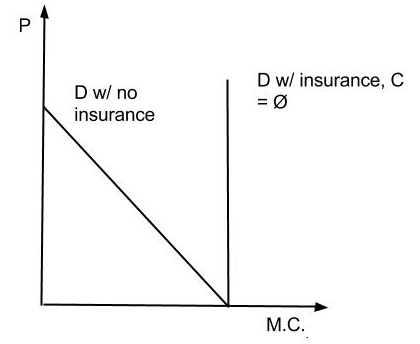 P
D w/ no
insurance
D w/ insurance, C
= Ø
M.C.